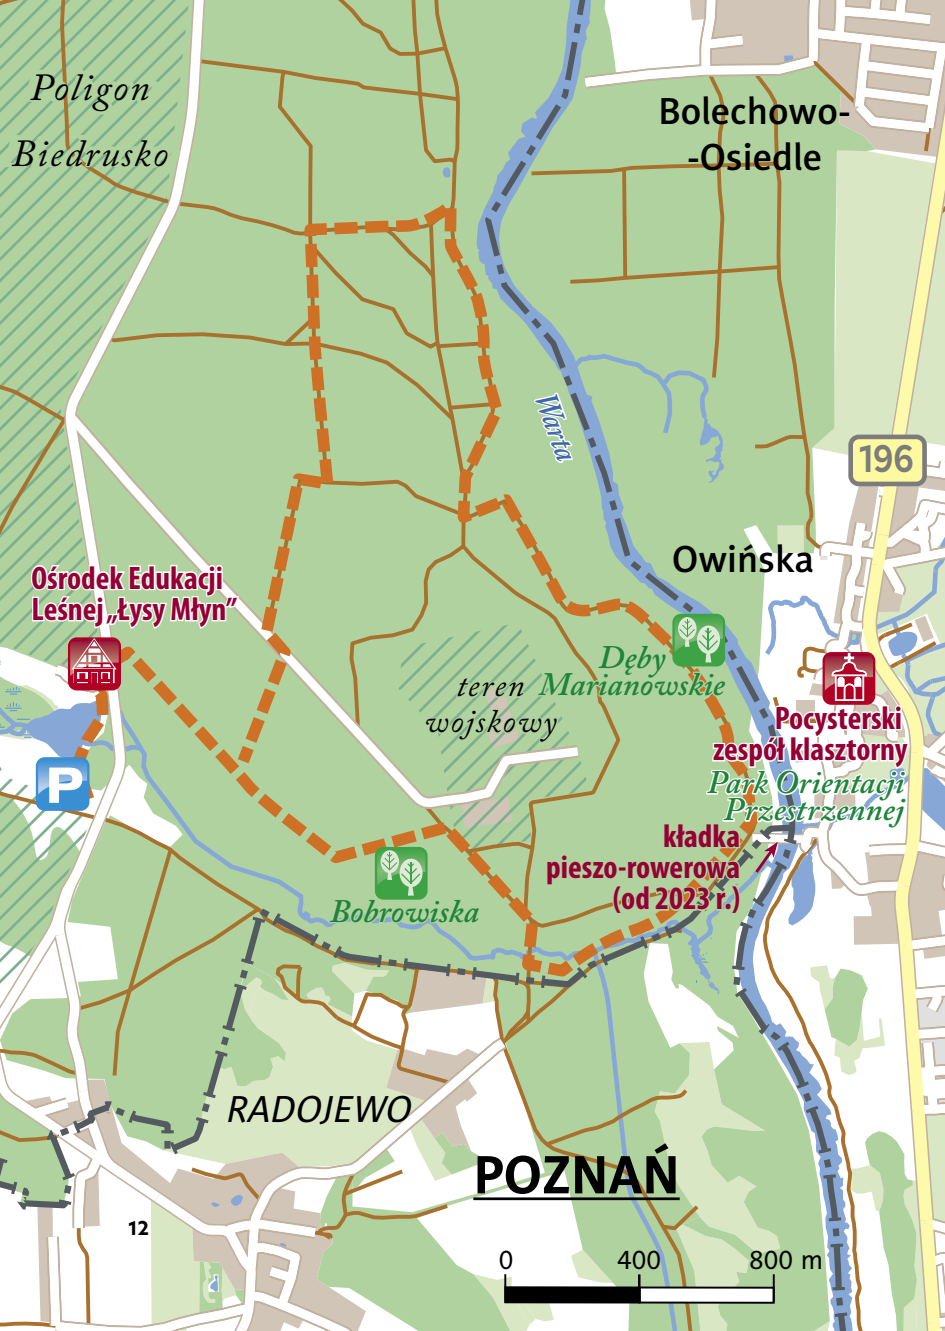 Poligon
Biedrusko
Bolechowo-
-Osiedle
Warta
196
Owińska
Ośrodek Edukacji
Leśnej „Łysy Młyn”
Dęby
Marianowskie
teren
wojskowy
Pocysterski
zespół klasztorny
Park Orientacji
Przestrzennej
P
kładka
pieszo-rowerowa
(od 2023 r.)
Bobrowiska
RADOJEWO
POZNAŃ
12
0 400 800 m